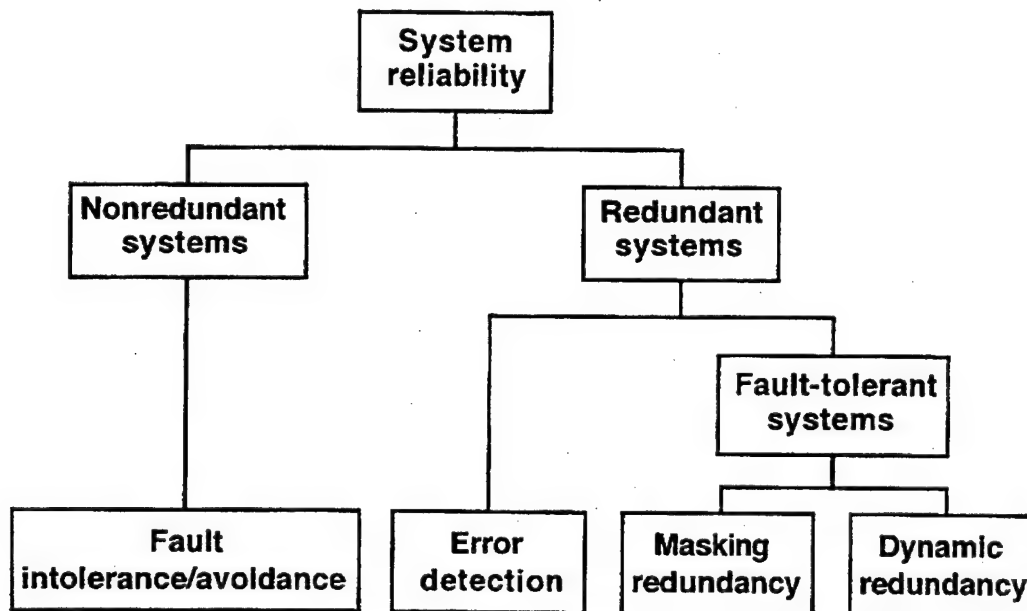 System
reliability
Nonredundant
systems
Redundant
systems
Fault-tolerant
systems
Fault
intolerance/avoidance
Error
detection
Masking
redundancy
Dynamic
redundancy